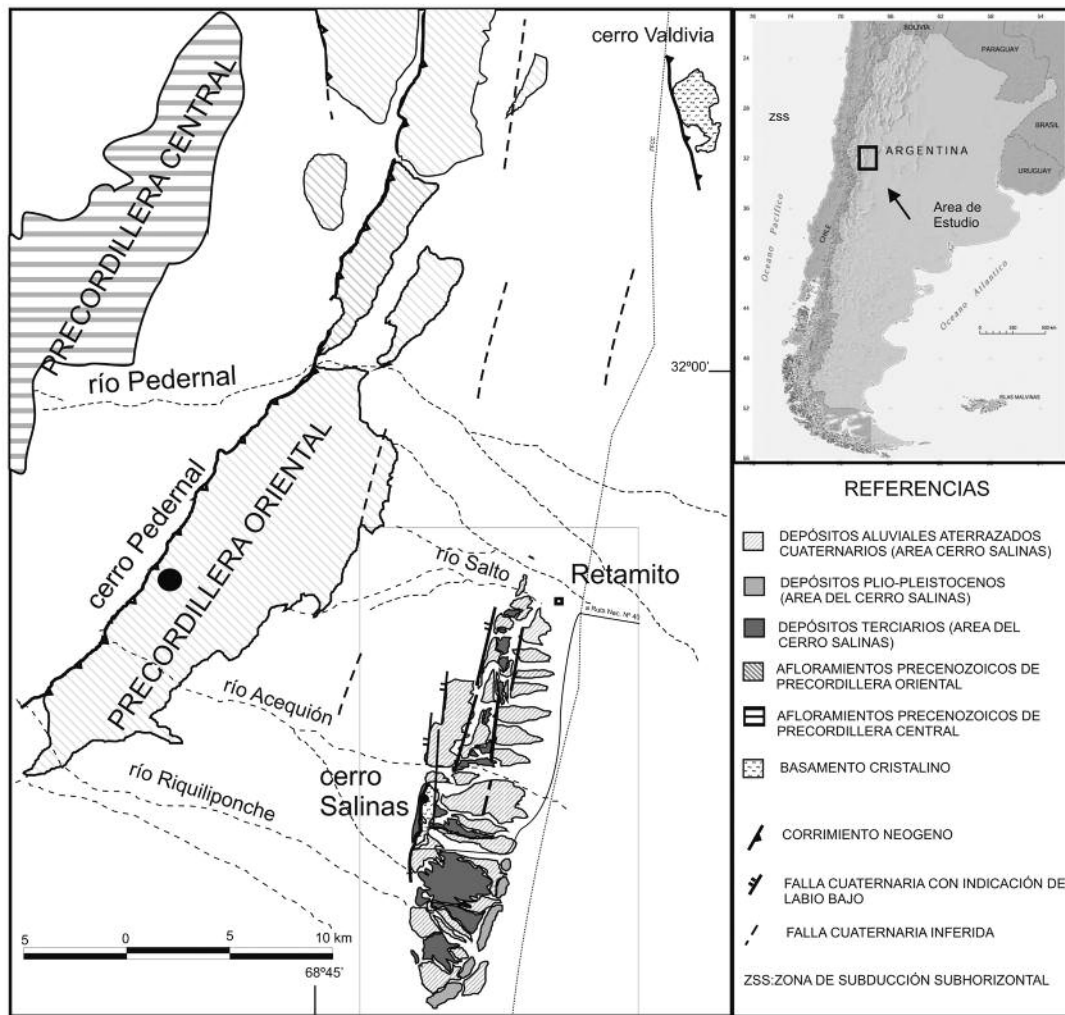 cerro Valdivia
PRECORDILLERA CENTRAL
río Pedernal
32º00'
cerro Pedernal
PRECORDILLERA ORIENTAL
río Salto
Retamito
a Ruta Nac. Nº 40
río Acequión
cerro
Salinas
río Riquiliponche
5 0 5 10 km
68º45'
BOLIVIA
PARAGUAY
BRASIL
URUGUAY
ZSS
ARGENTINA
CHILE
Area de
Estudio
Oceano Pacífico
Oceano Atlantico
ISLAS MALVINAS
REFERENCIAS
DEPÓSITOS ALUVIALES ATERRAZADOS
CUATERNARIOS (AREA CERRO SALINAS)
DEPÓSITOS PLIO-PLEISTOCENOS
(AREA DEL CERRO SALINAS)
DEPÓSITOS TERCIARIOS (AREA DEL
CERRO SALINAS)
AFLORAMIENTOS PRECENOZOICOS DE
PRECORDILLERA ORIENTAL
AFLORAMIENTOS PRECENOZOICOS DE
PRECORDILLERA CENTRAL
BASAMENTO CRISTALINO
CORRIMIENTO NEOGENO
FALLA CUATERNARIA CON INDICACIÓN DE
LABIO BAJO
FALLA CUATERNARIA INFERIDA
ZSS:ZONA DE SUBDUCCIÓN SUBHORIZONTAL